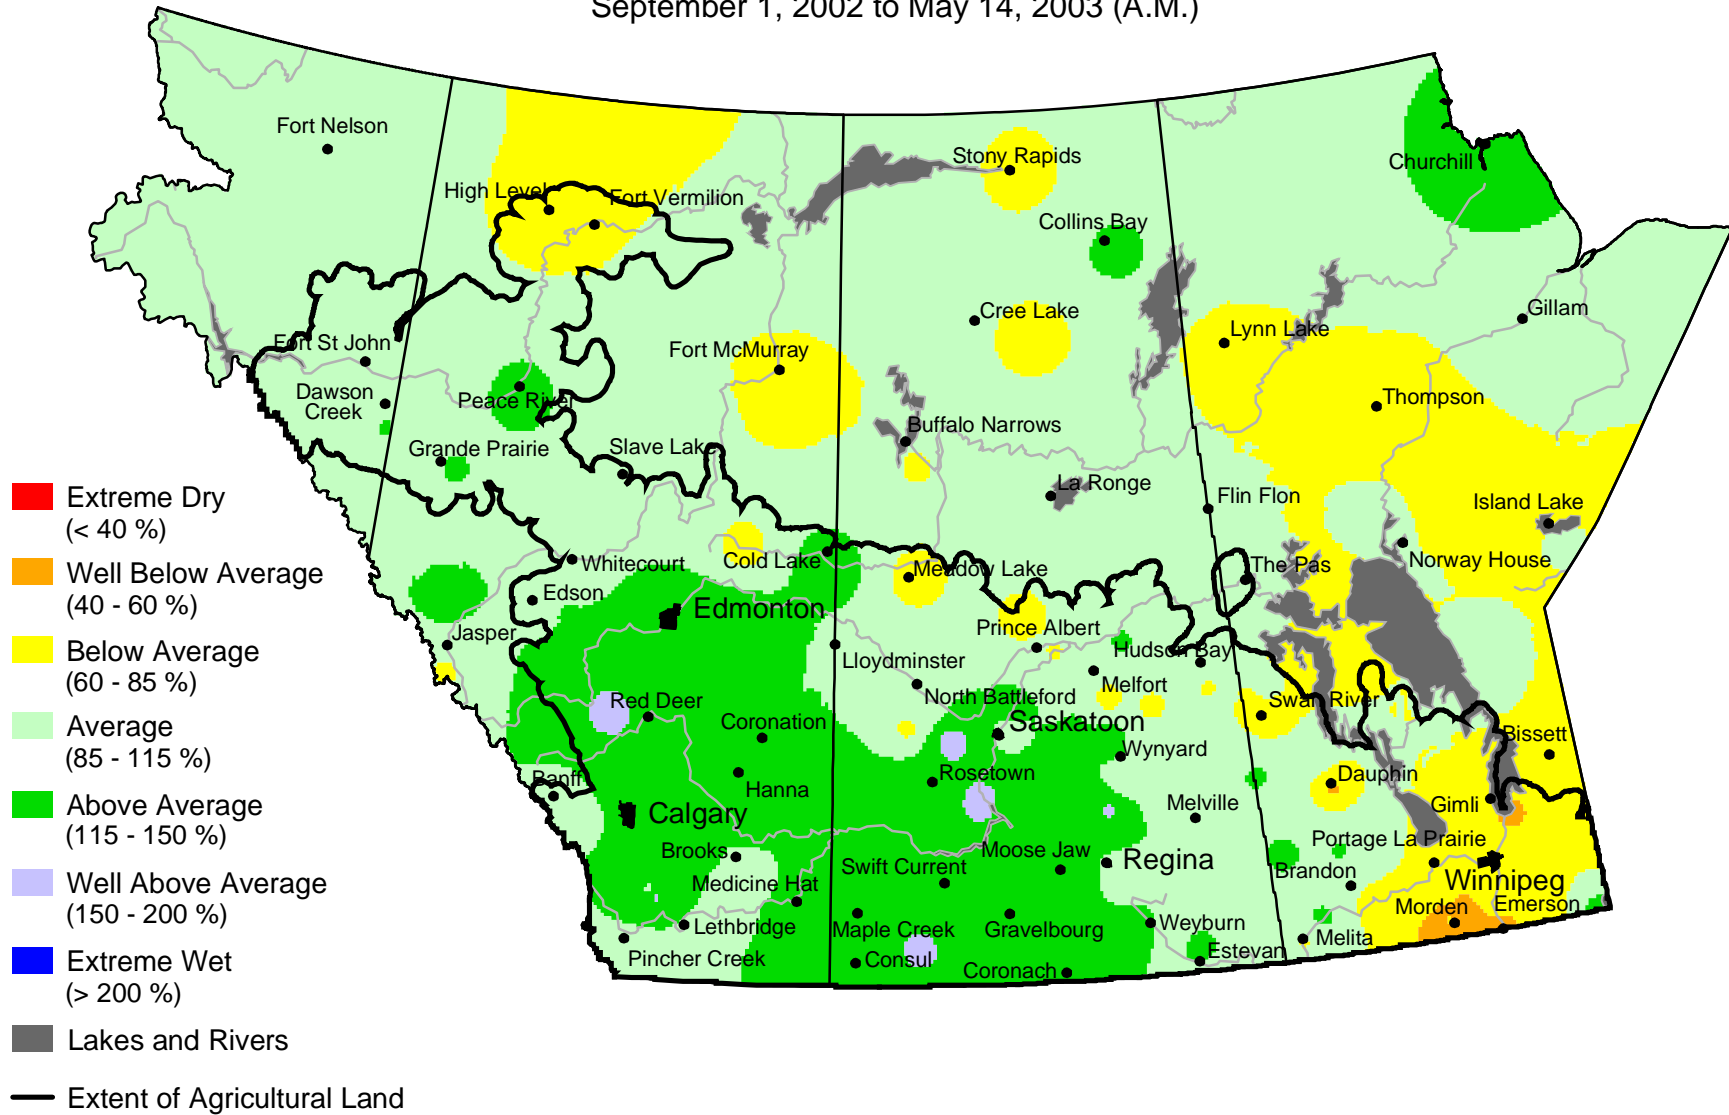 September 1, 2002 to May 14, 2003 (A.M.)
Fort Nelson
High Level
Fort Vermilion
Stony Rapids
Churchill
Collins Bay
Cree Lake
Lynn Lake
Gillam
Fort St John
Fort McMurray
Dawson
Creek
Peace River
Thompson
Grande Prairie
Slave Lake
Buffalo Narrows
La Ronge
Flin Flon
Island Lake
Whitecourt
Cold Lake
Meadow Lake
The Pas
Norway House
Edson
Edmonton
Jasper
Prince Albert
Hudson Bay
Lloydminster
Melfort
North Battleford
Red Deer
Swan River
Coronation
Saskatoon
Wynyard
Bissett
Banff
Hanna
Rosetown
Dauphin
Calgary
Melville
Gimli
Brooks
Portage La Prairie
Moose Jaw
Regina
Swift Current
Medicine Hat
Brandon
Winnipeg
Lethbridge
Maple Creek
Gravelbourg
Weyburn
Morden
Emerson
Pincher Creek
Consul
Coronach
Estevan
Melita
Extreme Dry
(< 40 %)
Well Below Average
(40 - 60 %)
Below Average
(60 - 85 %)
Average
(85 - 115 %)
Above Average
(115 - 150 %)
Well Above Average
(150 - 200 %)
Extreme Wet
(> 200 %)
Lakes and Rivers
Extent of Agricultural Land